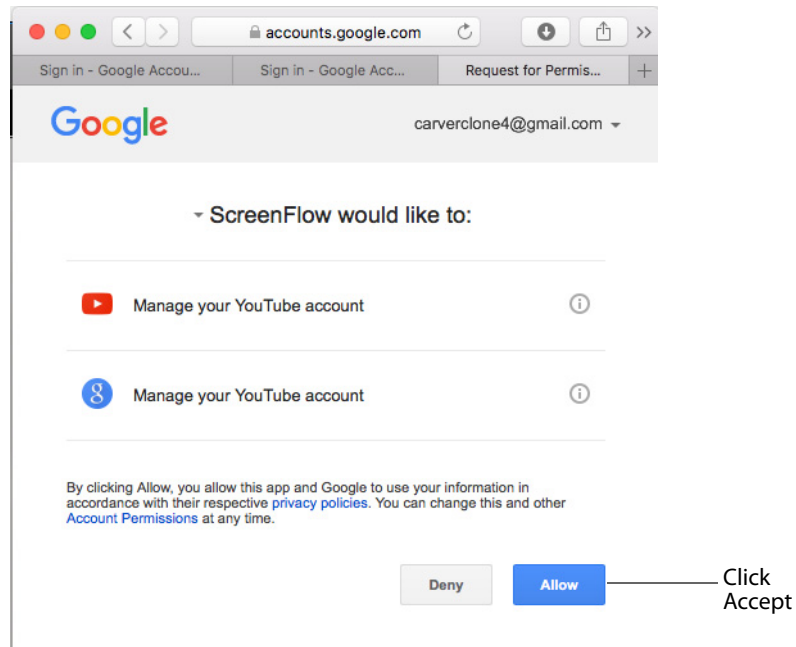 accounts.google.com
Sign in - Google Accou...
Sign in - Google Acc...
Request for Permis...
Google
carverclone4@gmail.com
ScreenFlow would like to:
Manage your YouTube account
8 Manage your YouTube account
By clicking Allow, you allow this app and Google to use your information in
accordance with their respective privacy policies. You can change this and other
Account Permissions at any time.
Deny
Allow
Click
Accept